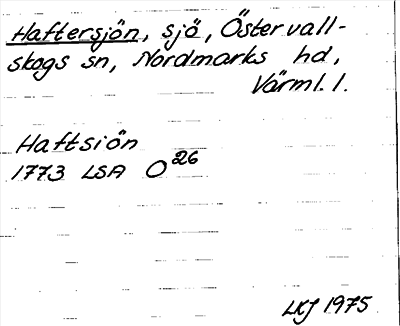 Haftersjön, sjö, Östervall-
skogs sn, Nordmarks hd,
Värml. l.
Haftsiön
1773 LSA O26
LKJ 1975